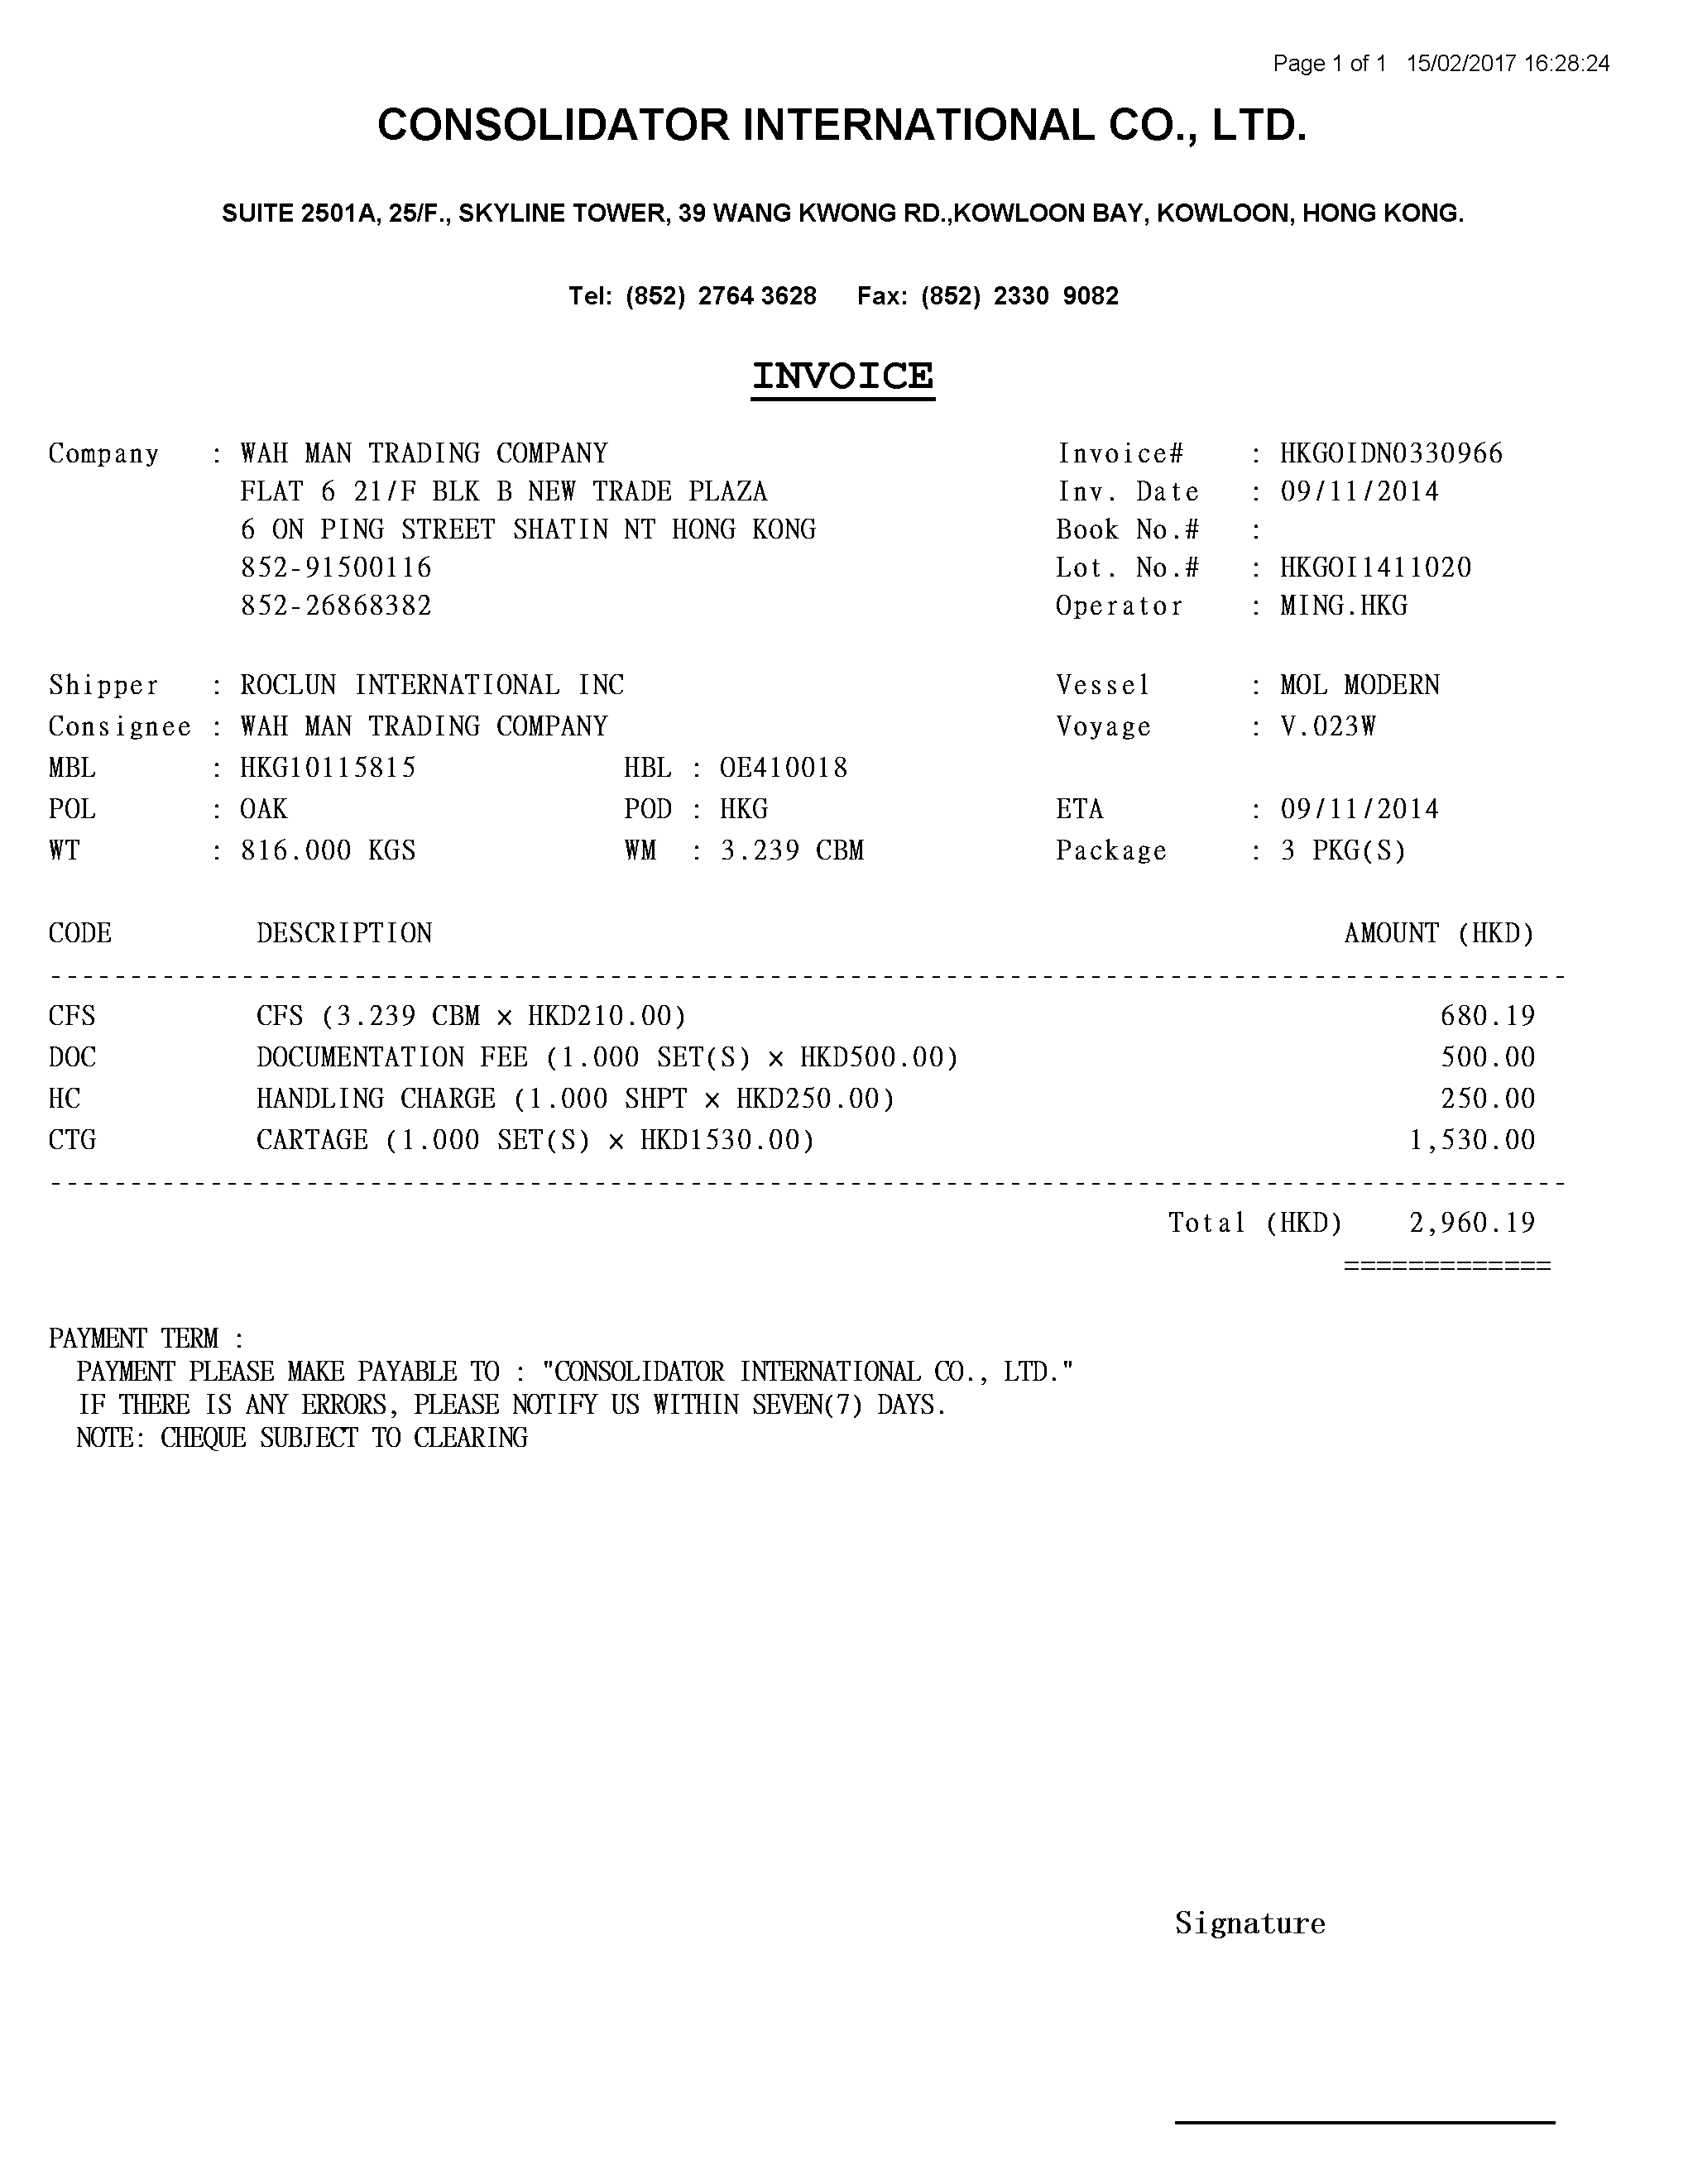 Page 1 of 1 15/02/2017 16:28:24
CONSOLIDATOR INTERNATIONAL CO., LTD.
SUITE 2501A, 25/F., SKYLINE TOWER, 39 WANG KWONG RD.,KOWLOON BAY, KOWLOON, HONG KONG.
Tel: (852) 2764 3628 Fax: (852) 2330 9082
INVOICE
Company : WAH MAN TRADING COMPANY Invoice# : HKGOIDN0330966
FLAT 6 21/F BLK B NEW TRADE PLAZA Inv. Date : 09/11/2014
6 ON PING STREET SHATIN NT HONG KONG Book No.# :
852-91500116 Lot. No.# : HKGOI1411020
852-26868382 Operator : MING.HKG
Shipper : ROCLUN INTERNATIONAL INC Vessel : MOL MODERN
Consignee : WAH MAN TRADING COMPANY Voyage : V.023W
MBL : HKG10115815 HBL : OE410018
POL : OAK POD : HKG ETA : 09/11/2014
WT : 816.000 KGS WM : 3.239 CBM Package : 3 PKG(S)
CODE DESCRIPTION AMOUNT (HKD)
CFS CFS (3.239 CBM × HKD210.00) 680.19
DOC DOCUMENTATION FEE (1.000 SET(S) × HKD500.00) 500.00
HC HANDLING CHARGE (1.000 SHPT × HKD250.00) 250.00
CTG CARTAGE (1.000 SET(S) × HKD1530.00) 1,530.00
Total (HKD) 2,960.19
PAYMENT TERM :
PAYMENT PLEASE MAKE PAYABLE TO : "CONSOLIDATOR INTERNATIONAL CO., LTD."
IF THERE IS ANY ERRORS, PLEASE NOTIFY US WITHIN SEVEN(7) DAYS.
NOTE: CHEQUE SUBJECT TO CLEARING
Signature